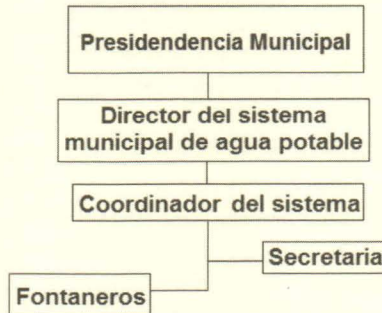 Presidendencia Municipal
Director del sistema
municipal de agua potable
Coordinador del sistema
Secretaria
Fontaneros